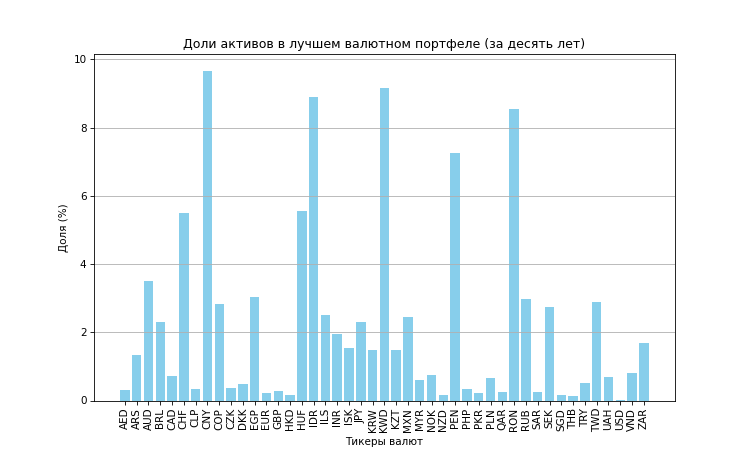 Доли активов в лучшем валютном портфеле (за десять лет)
Доля (%)
10
8
6
4
2
0
AED ARS AUD BRL CAD CHF CLP CNY COP CZK DKK EGP EUR GBP HKD HUF IDR ILS INR ISK JPY KRW KWD KZT MXN MYR NOK NZD PEN PHP PKR PLN QAR RON RUB SAR SEK SGD THB TRY TWD UAH USD VND ZAR
Тикеры валют